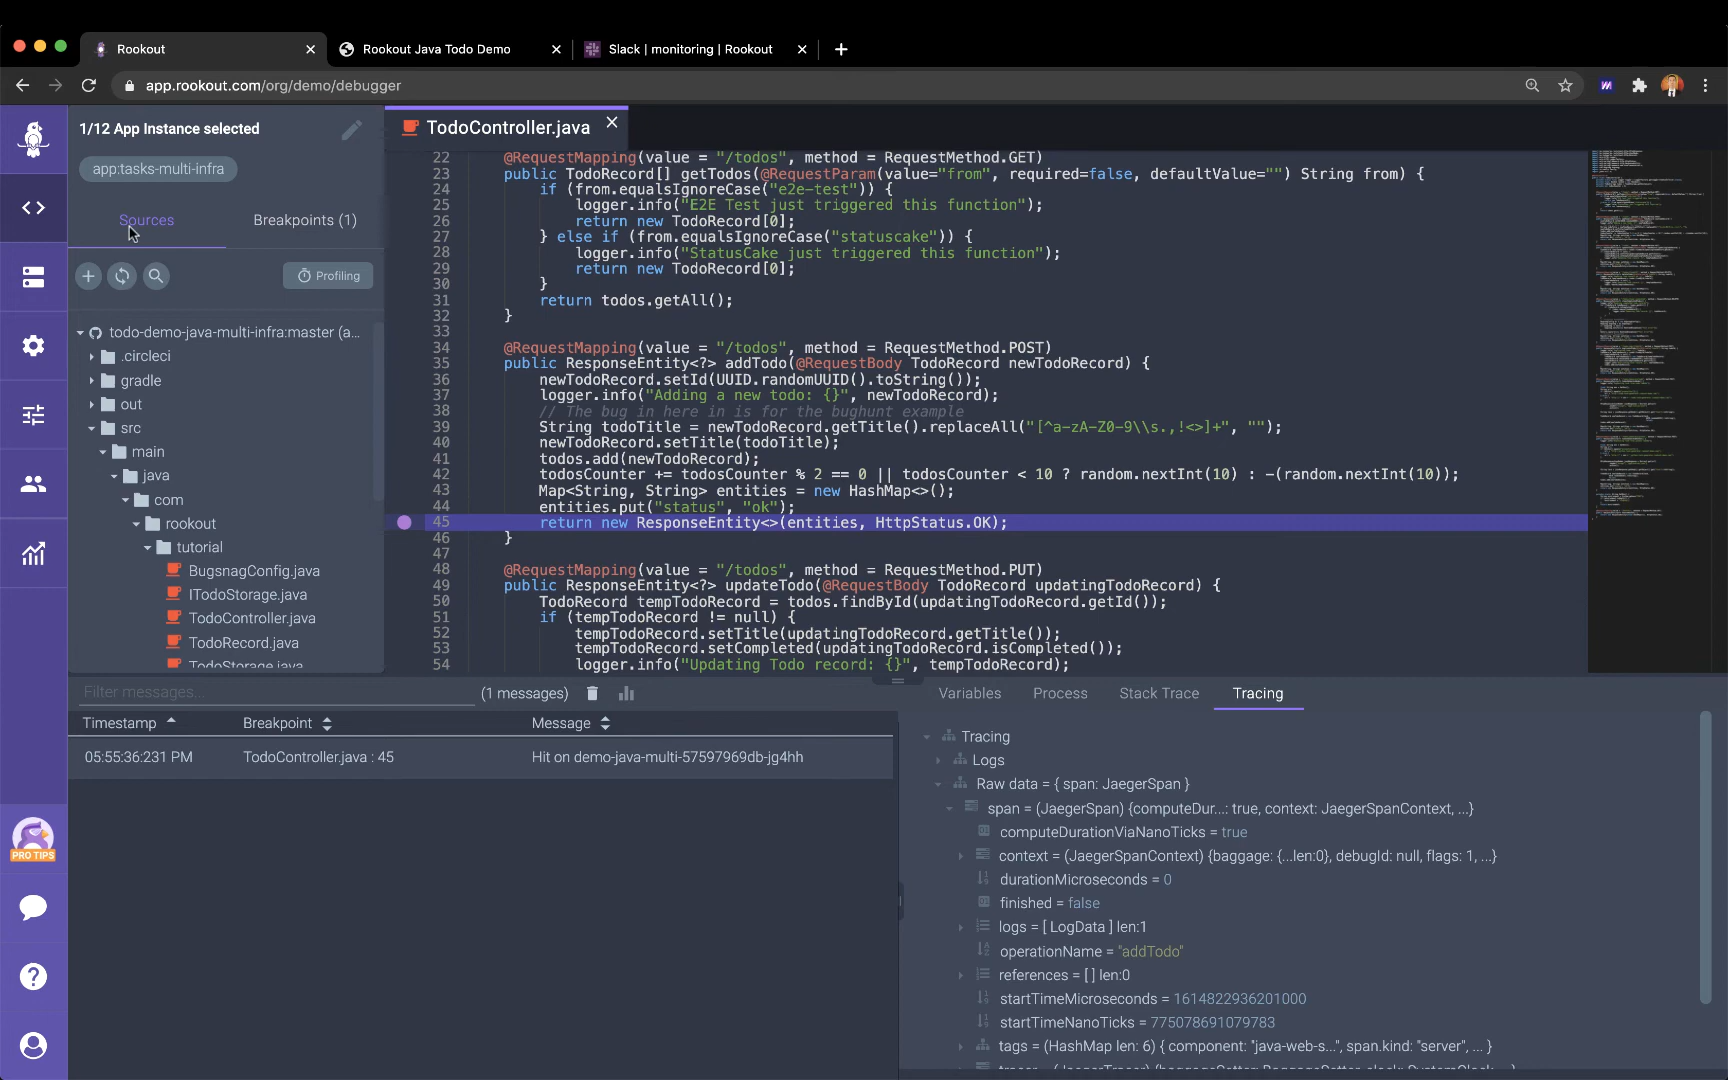 Rookout
Rookout Java Todo Demo
Slack | monitoring | Rookout
app.rookout.com/org/demo/debugger
1/12 App Instance selected
app:tasks-multi-infra
Sources
Breakpoints (1)
Profiling
todo-demo-java-multi-infra:master (a...
.circleci
gradle
out
src
main
java
com
rookout
tutorial
BugsnagConfig.java
ITodoStorage.java
TodoController.java
TodoRecord.java
TodoStorage.java
PRO TIPS
TodoController.java
22 @RequestMapping(value = "/todos", method = RequestMethod.GET)
23 public TodoRecord[] getTodos(@RequestParam(value="from", required=false, defaultValue="") String from) {
24 if (from.equalsIgnoreCase("e2e-test")) {
25 logger.info("E2E Test just triggered this function");
26 return new TodoRecord[0];
27 } else if (from.equalsIgnoreCase("statuscake")) {
28 logger.info("StatusCake just triggered this function");
29 return new TodoRecord[0];
30 }
31 return todos.getAll();
32 }
33
34 @RequestMapping(value = "/todos", method = RequestMethod.POST)
35 public ResponseEntity<?> addTodo(@RequestBody TodoRecord newTodoRecord) {
36 newTodoRecord.setId(UUID.randomUUID().toString());
37 logger.info("Adding a new todo: {}", newTodoRecord);
38 // The bug in here in is for the bughunt example
39 String todoTitle = newTodoRecord.getTitle().replaceAll("[^a-zA-Z0-9\\s.,!<>]+", "");
40 newTodoRecord.setTitle(todoTitle);
41 todos.add(newTodoRecord);
42 todosCounter += todosCounter % 2 == 0 || todosCounter < 10 ? random.nextInt(10) : -(random.nextInt(10));
43 Map<String, String> entities = new HashMap<>();
44 entities.put("status", "ok");
45 return new ResponseEntity<>(entities, HttpStatus.OK);
46 }
47
48 @RequestMapping(value = "/todos", method = RequestMethod.PUT)
49 public ResponseEntity<?> updateTodo(@RequestBody TodoRecord updatingTodoRecord) {
50 TodoRecord tempTodoRecord = todos.findById(updatingTodoRecord.getId());
51 if (tempTodoRecord != null) {
52 tempTodoRecord.setTitle(updatingTodoRecord.getTitle());
53 tempTodoRecord.setCompleted(updatingTodoRecord.isCompleted());
54 logger.info("Updating Todo record: {}", tempTodoRecord);
Filter messages...
(1 messages)
Timestamp Breakpoint Message
05:55:36:231 PM TodoController.java : 45 Hit on demo-java-multi-57597969db-jg4hh
Variables Process Stack Trace Tracing
Tracing
Logs
Raw data = { span: JaegerSpan }
span = (JaegerSpan) {computeDur...: true, context: JaegerSpanContext, ...}
computeDurationViaNanoTicks = true
context = (JaegerSpanContext) {baggage: {...len:0}, debugId: null, flags: 1, ...}
durationMicroseconds = 0
finished = false
logs = [ LogData ] len:1
operationName = "addTodo"
references = [ ] len:0
startTimeMicroseconds = 1614822936201000
startTimeNanoTicks = 775078691079783
tags = (HashMap len: 6) { component: "java-web-s...", span.kind: "server", ... }